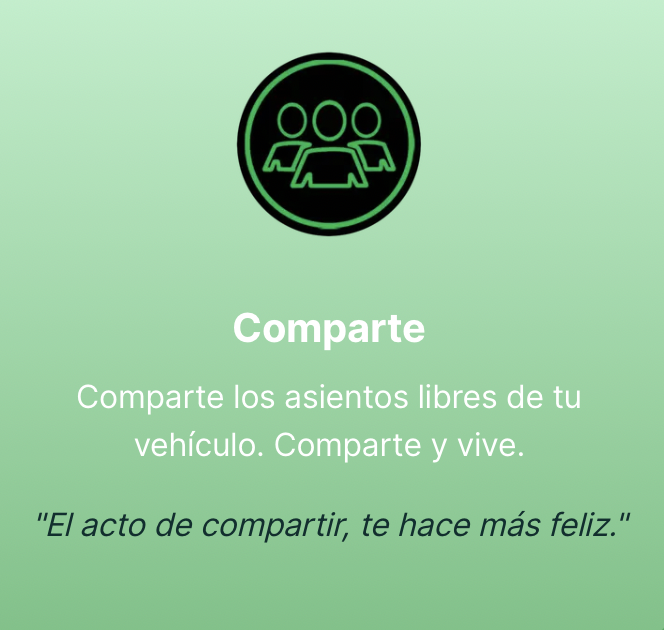 Comparte
Comparte los asientos libres de tu
vehículo. Comparte y vive.
"El acto de compartir, te hace más feliz."